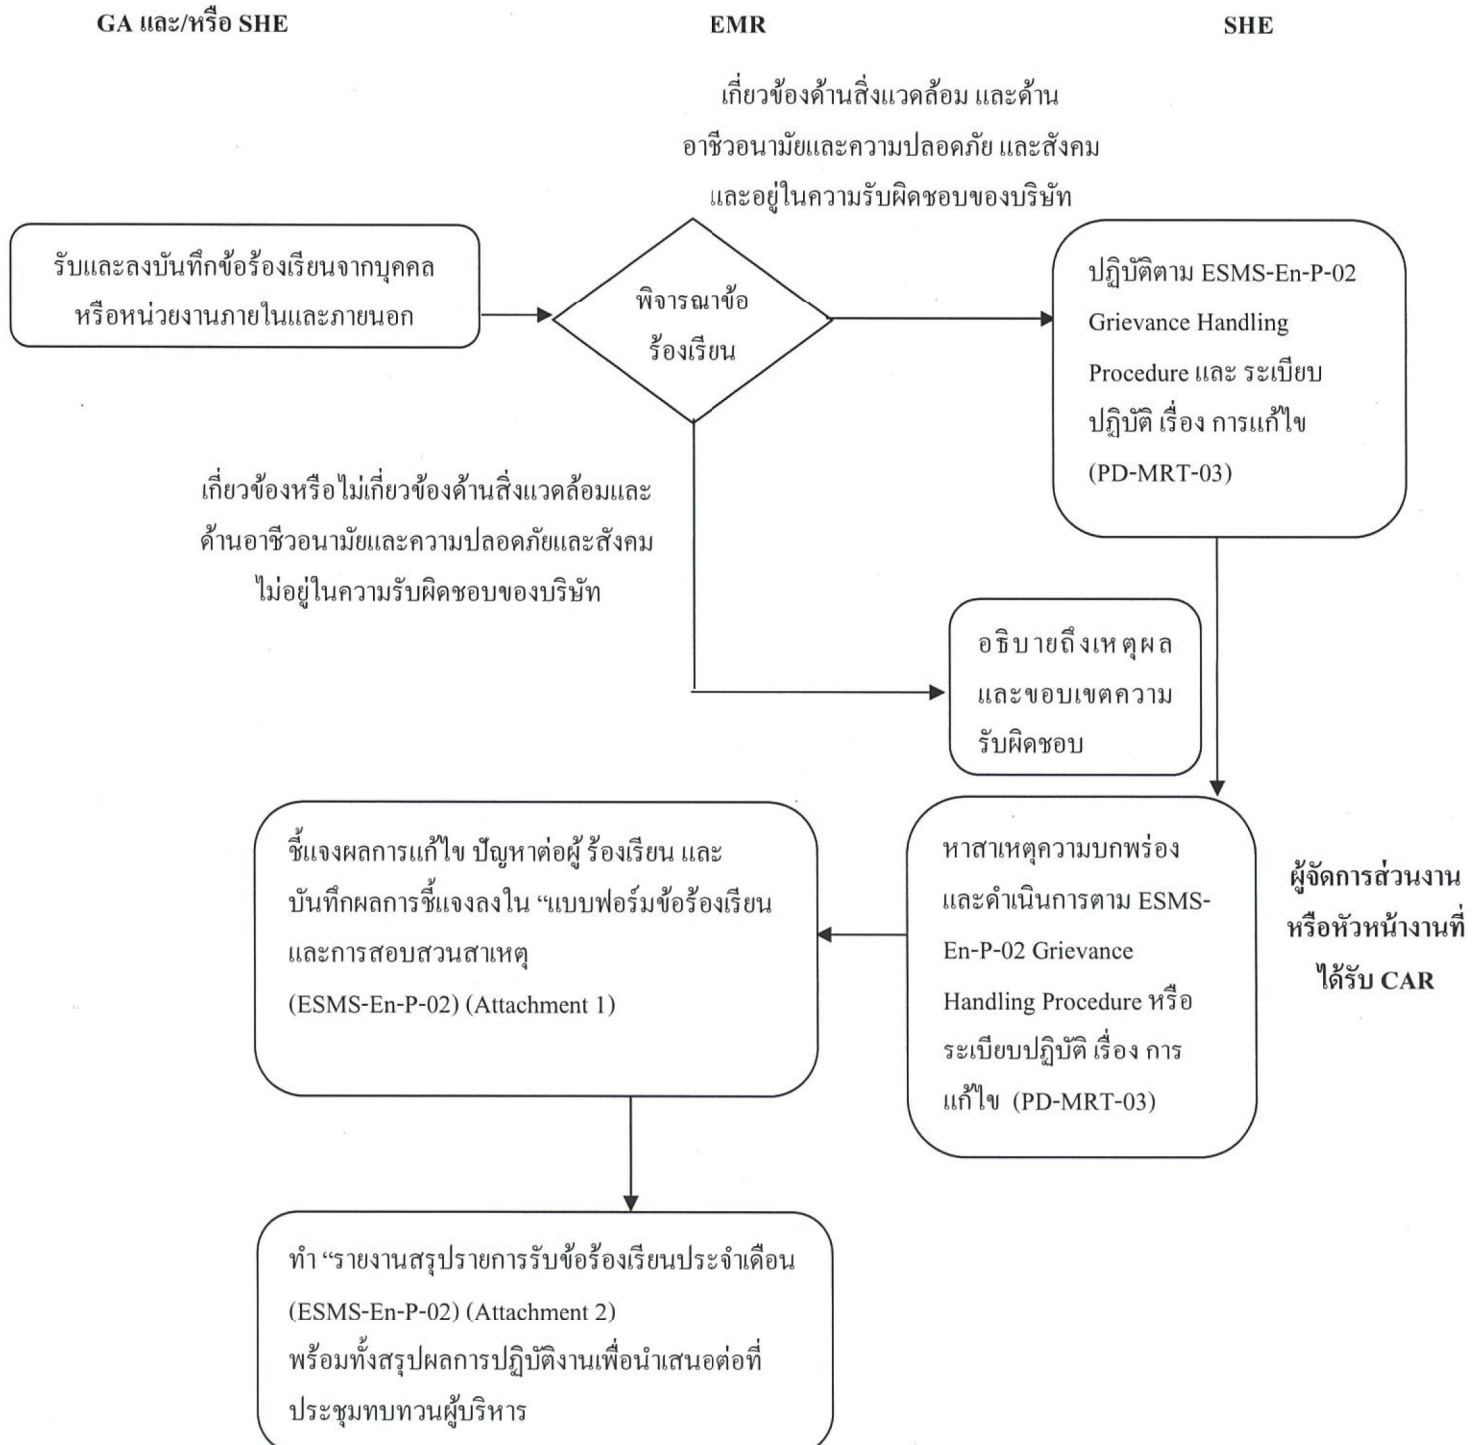 GA และ/หรือ SHE
EMR
SHE
เกี่ยวข้องด้านสิ่งแวดล้อม และด้าน
อาชีวอนามัยและความปลอดภัย และสังคม
และอยู่ในความรับผิดชอบของบริษัท
รับและลงบันทึกข้อร้องเรียนจากบุคคล
หรือหน่วยงานภายในและภายนอก
พิจารณาข้อ
ร้องเรียน
ปฏิบัติตาม ESMS-En-P-02
Grievance Handling
Procedure และ ระเบียบ
ปฏิบัติ เรื่อง การแก้ไข
(PD-MRT-03)
เกี่ยวข้องหรือไม่เกี่ยวข้องด้านสิ่งแวดล้อมและ
ด้านอาชีวอนามัยและความปลอดภัยและสังคม
ไม่อยู่ในความรับผิดชอบของบริษัท
อธิบายถึงเหตุผล
และขอบเขตความ
รับผิดชอบ
ชี้แจงผลการแก้ไข ปัญหาต่อผู้ ร้องเรียน และ
บันทึกผลการชี้แจงลงใน “แบบฟอร์มข้อร้องเรียน
และการสอบสวนสาเหตุ
(ESMS-En-P-02) (Attachment 1)
หาสาเหตุความบกพร่อง
และดำเนินการตาม ESMS-
En-P-02 Grievance
Handling Procedure หรือ
ระเบียบปฏิบัติ เรื่อง การ
แก้ไข (PD-MRT-03)
ผู้จัดการส่วนงาน
หรือหัวหน้างานที่
ได้รับ CAR
ทำ “รายงานสรุปรายการรับข้อร้องเรียนประจำเดือน
(ESMS-En-P-02) (Attachment 2)
พร้อมทั้งสรุปผลการปฏิบัติงานเพื่อนำเสนอต่อที่
ประชุมทบทวนผู้บริหาร